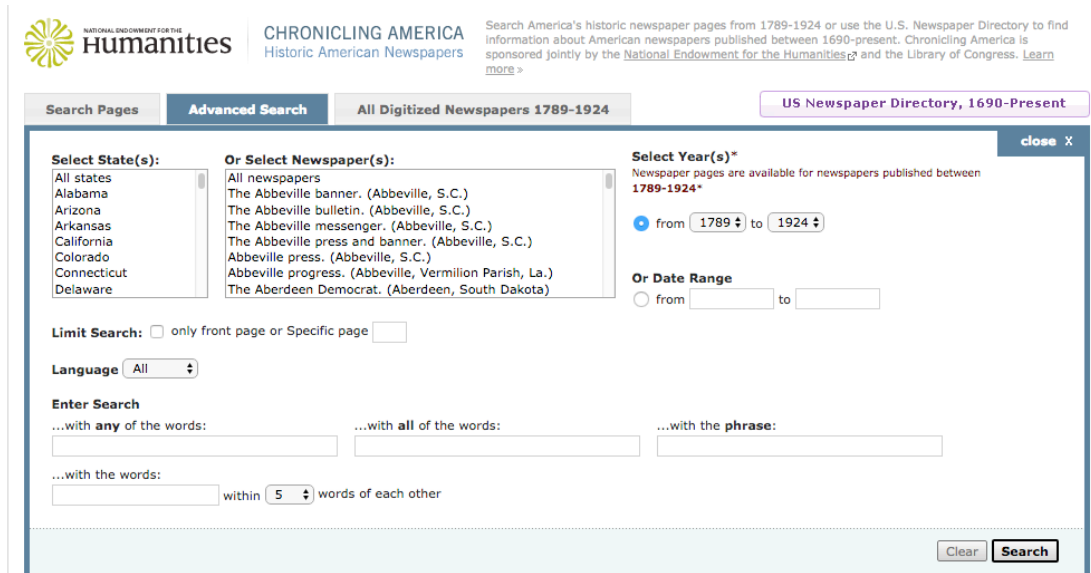 NATIONAL ENDOWMENT FOR THE
Humanities
CHRONICLING AMERICA
Historic American Newspapers
Search America's historic newspaper pages from 1789-1924 or use the U.S. Newspaper Directory to find
information about American newspapers published between 1690-present. Chronicling America is
sponsored jointly by the National Endowment for the Humanities and the Library of Congress. Learn
more »
Search Pages
Advanced Search
All Digitized Newspapers 1789-1924
US Newspaper Directory, 1690-Present
close X
Select State(s):
All states
Alabama
Arizona
Arkansas
California
Colorado
Connecticut
Delaware
Or Select Newspaper(s):
All newspapers
The Abbeville banner. (Abbeville, S.C.)
The Abbeville bulletin. (Abbeville, S.C.)
The Abbeville messenger. (Abbeville, S.C.)
The Abbeville press and banner. (Abbeville, S.C.)
Abbeville press. (Abbeville, S.C.)
Abbeville progress. (Abbeville, Vermilion Parish, La.)
The Aberdeen Democrat. (Aberdeen, South Dakota)
Select Year(s)*
Newspaper pages are available for newspapers published between
1789-1924*
from 1789 to 1924
Or Date Range
from to
Limit Search: only front page or Specific page
Language All
Enter Search
...with any of the words:
...with all of the words:
...with the phrase:
...with the words:
within 5 words of each other
Clear Search